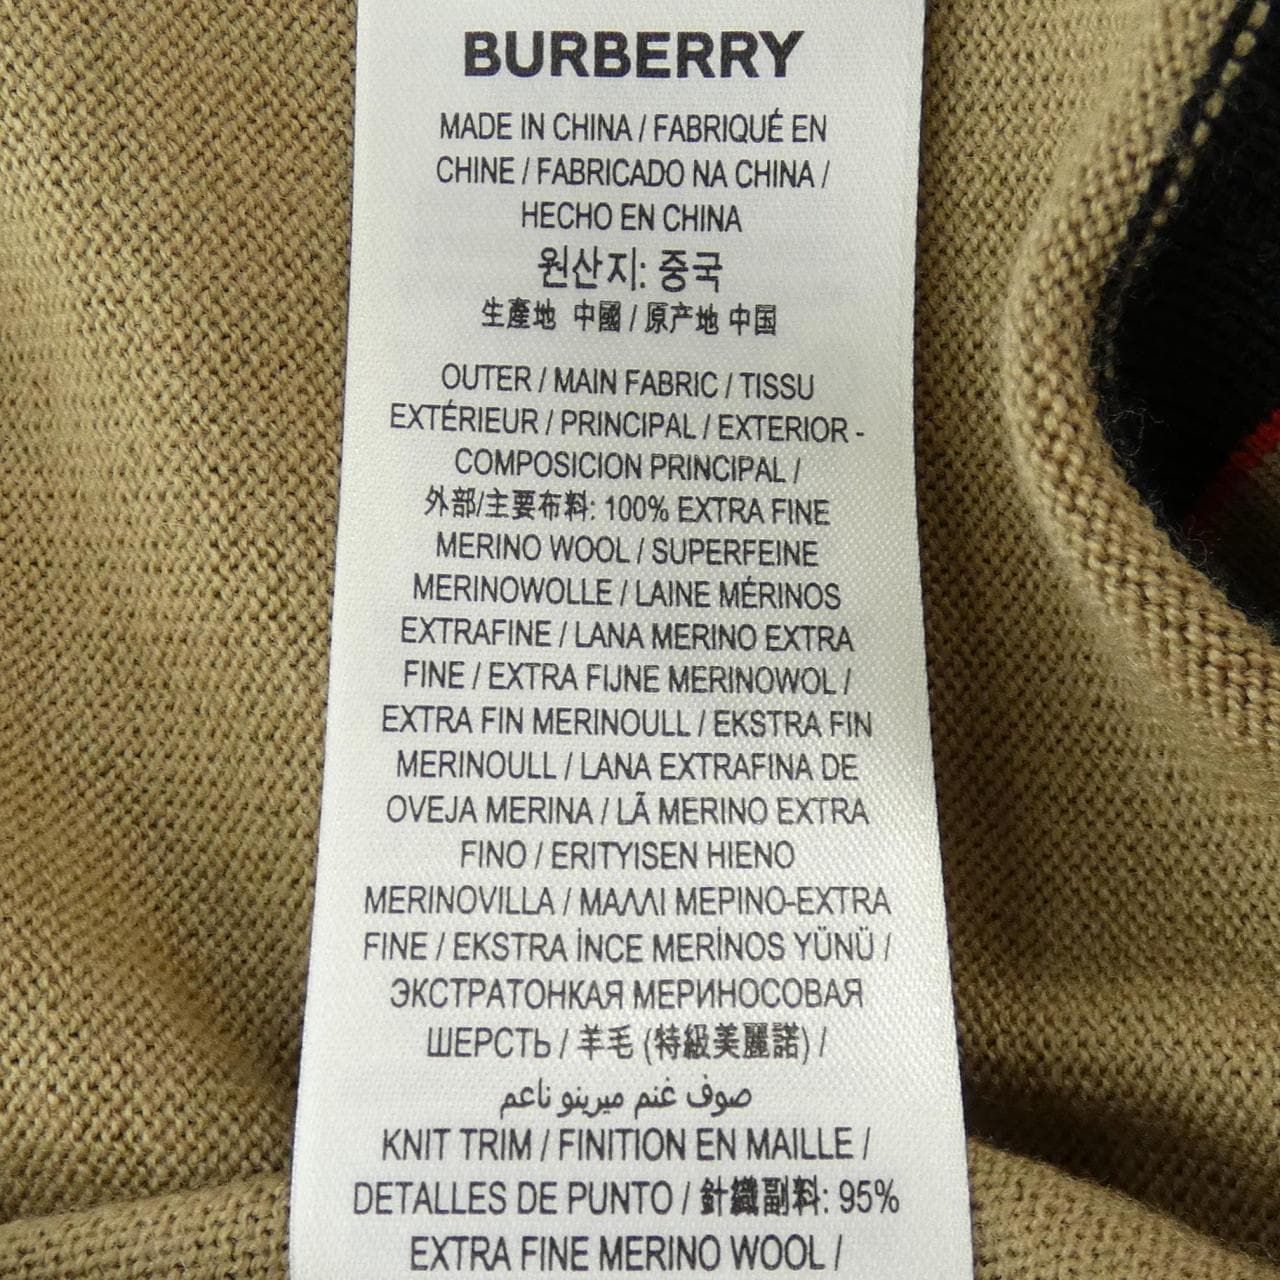 BURBERRY
MADE IN CHINA / FABRIQUÉ EN
CHINE / FABRICADO NA CHINA /
HECHO EN CHINA
원산지: 중국
生產地 中國 / 原产地 中国
OUTER / MAIN FABRIC / TISSU
EXTÉRIEUR / PRINCIPAL / EXTERIOR -
COMPOSICION PRINCIPAL /
外部/主要布料: 100% EXTRA FINE
MERINO WOOL / SUPERFEINE
MERINOWOLLE / LAINE MÉRINOS
EXTRAFINE / LANA MERINO EXTRA
FINE / EXTRA FIJNE MERINOWOL /
EXTRA FIN MERINOULL / EKSTRA FIN
MERINOULL / LANA EXTRAFINA DE
OVEJA MERINA / LÃ MERINO EXTRA
FINO / ERITYISEN HIENO
MERINOVILLA / ΜΑΛΛΙ ΜΕΡΙΝΟ-EXTRA
FINE / EKSTRA İNCE MERİNOS YÜNÜ /
ЭКСТРАТОНКАЯ МЕРИНОСОВАЯ
ШЕРСТЬ / 羊毛 (特級美麗諾) /
صوف غنم ميرينو ناعم
KNIT TRIM / FINITION EN MAILLE /
DETALLES DE PUNTO / 針織副料: 95%
EXTRA FINE MERINO WOOL /